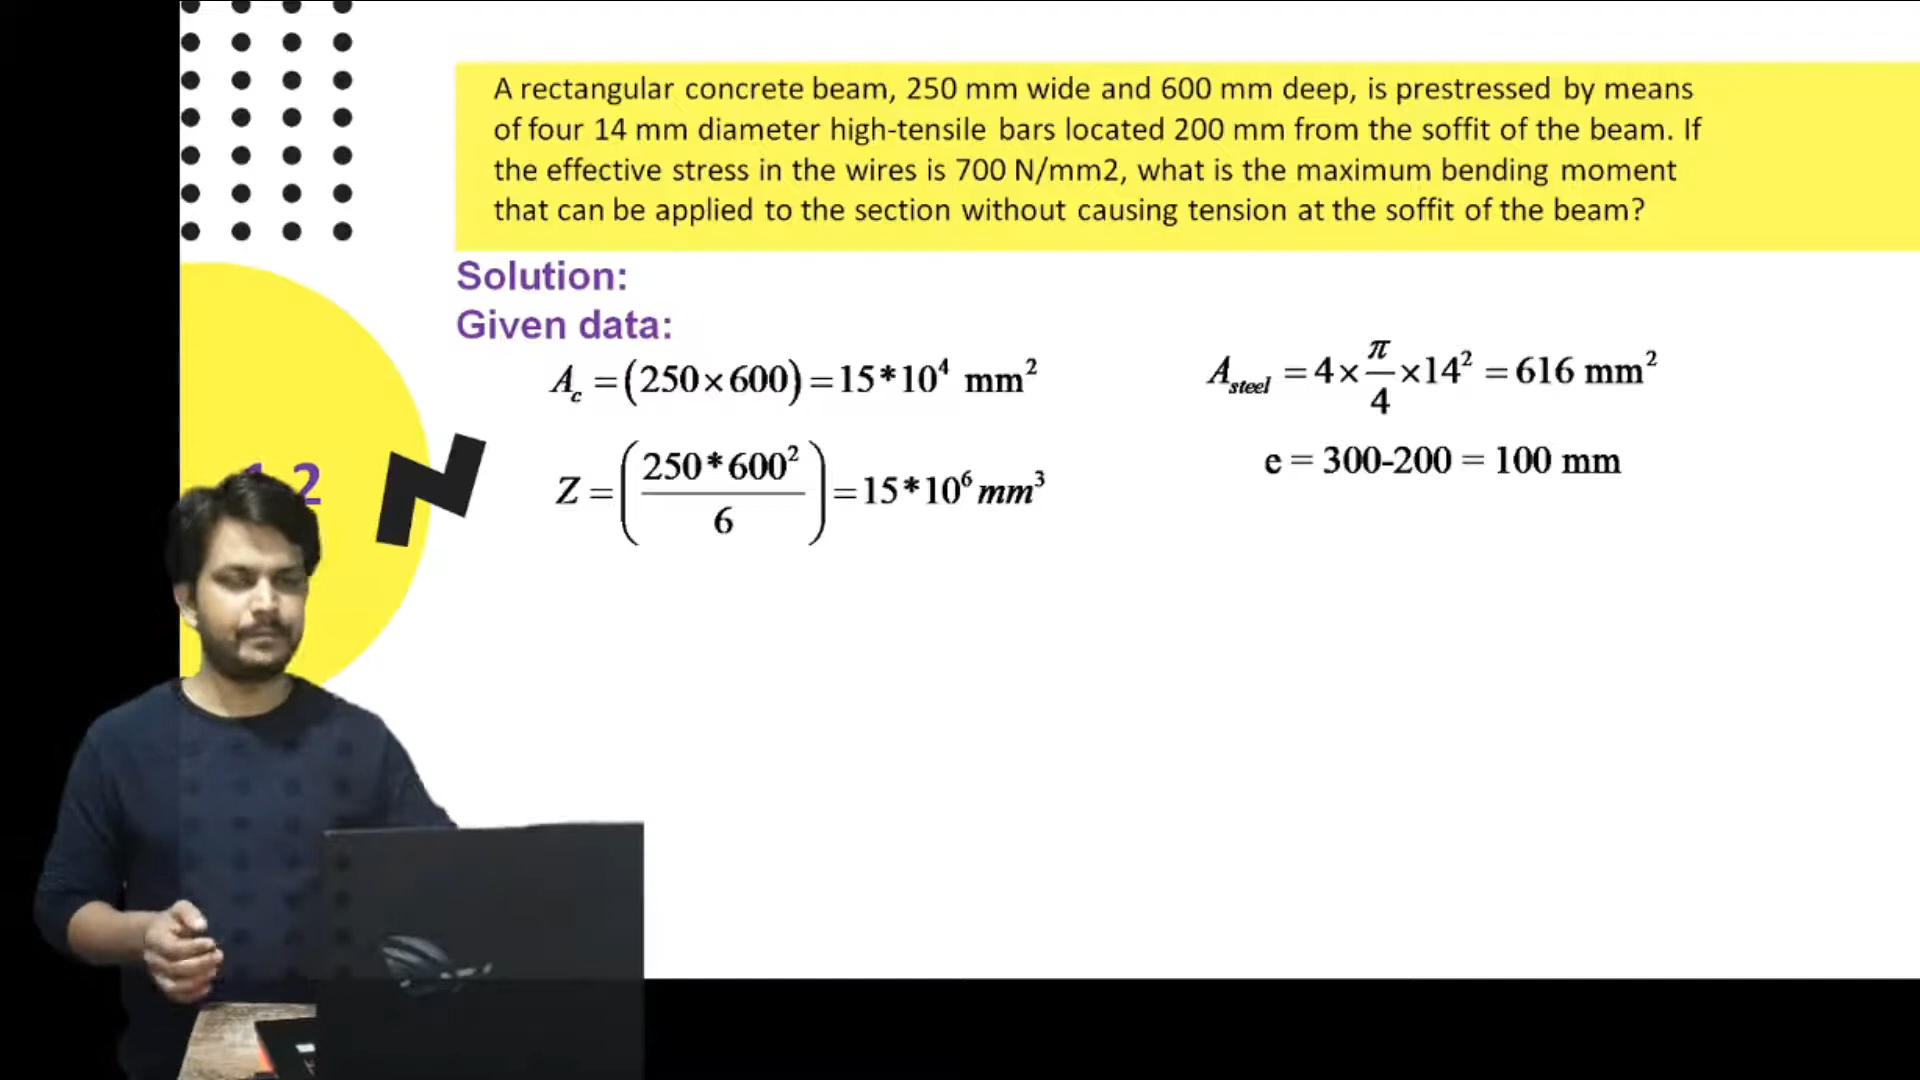 A rectangular concrete beam, 250 mm wide and 600 mm deep, is prestressed by means
of four 14 mm diameter high-tensile bars located 200 mm from the soffit of the beam. If
the effective stress in the wires is 700 N/mm2, what is the maximum bending moment
that can be applied to the section without causing tension at the soffit of the beam?
Solution:
Given data:
A_c = (250×600) = 15*10^4 mm^2
A_steel = 4 × π/4 × 14^2 = 616 mm^2
Z = (250*600^2 / 6) = 15*10^6 mm^3
e = 300-200 = 100 mm
2